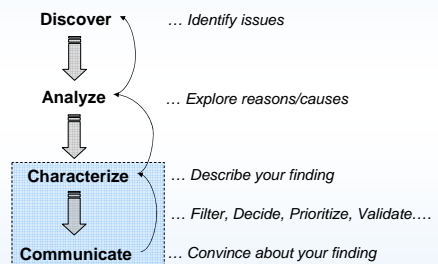 Discover … Identify issues
Analyze … Explore reasons/causes
Characterize … Describe your finding
… Filter, Decide, Prioritize, Validate….
Communicate … Convince about your finding